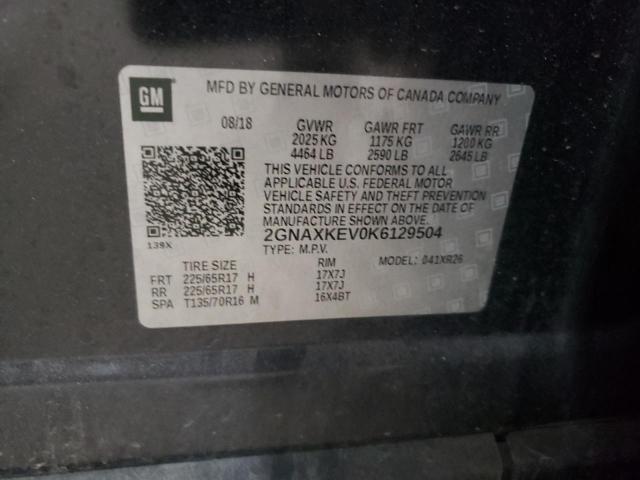 GM
MFD BY GENERAL MOTORS OF CANADA COMPANY
08/18 GVWR GAWR FRT GAWR RR
2025 KG 1175 KG 1200 KG
4464 LB 2590 LB 2645 LB
THIS VEHICLE CONFORMS TO ALL
APPLICABLE U.S. FEDERAL MOTOR
VEHICLE SAFETY AND THEFT PREVENTION
STANDARDS IN EFFECT ON THE DATE OF
MANUFACTURE SHOWN ABOVE.
2GNAXKEV0K6129504
139X
TYPE: M.P.V. MODEL: 041XR26
TIRE SIZE RIM
FRT 225/65R17 H 17X7J
RR 225/65R17 H 17X7J
SPA T135/70R16 M 16X4BT